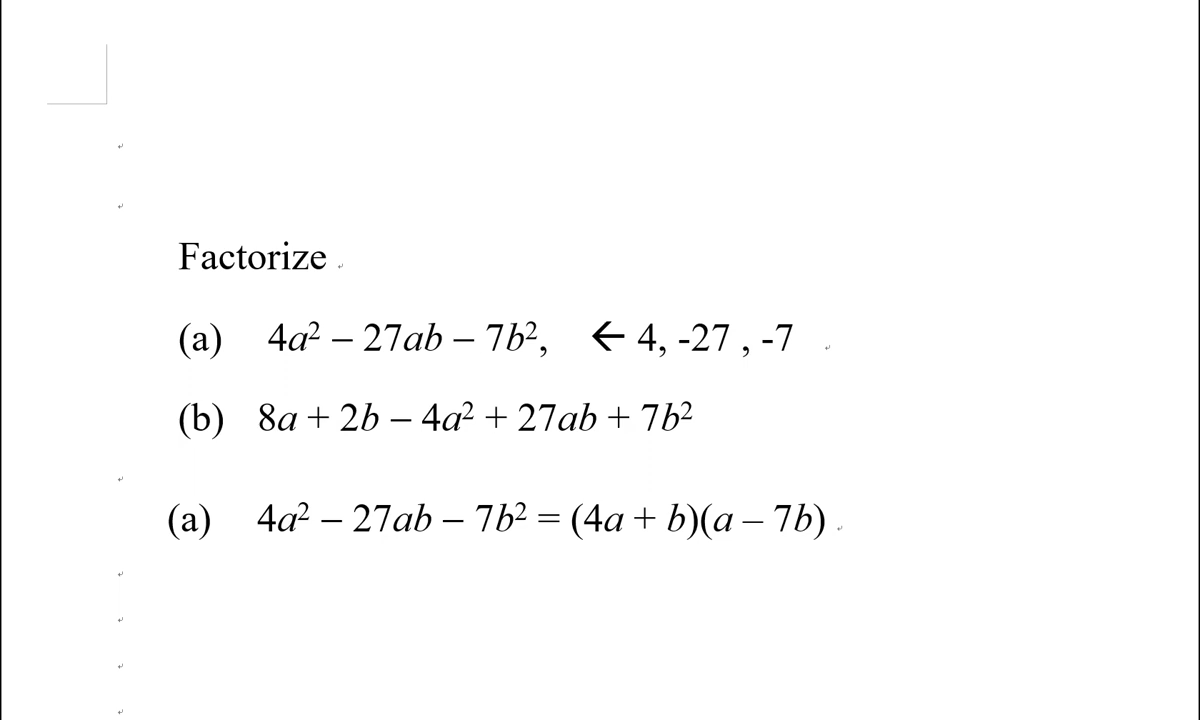 Factorize
(a) 4a² – 27ab – 7b², ← 4, -27 , -7
(b) 8a + 2b – 4a² + 27ab + 7b²
(a) 4a² – 27ab – 7b² = (4a + b)(a – 7b)